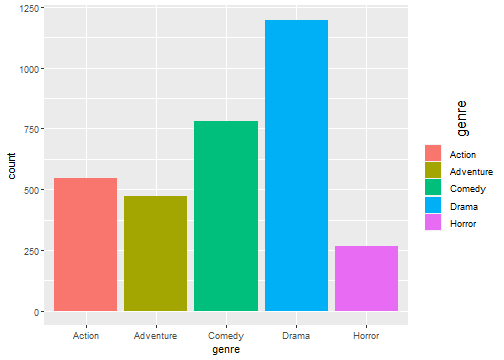 1250
1000
750
500
250
0
count
Action Adventure Comedy Drama Horror
genre
genre
Action
Adventure
Comedy
Drama
Horror